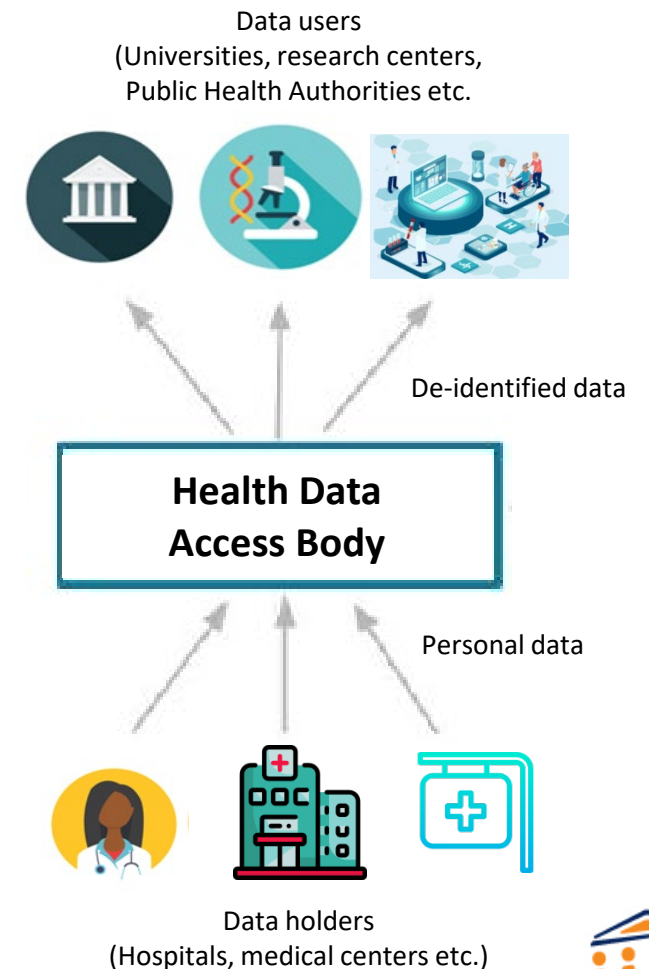 Data users
(Universities, research centers,
Public Health Authorities etc.
De-identified data
Health Data
Access Body
Personal data
Data holders
(Hospitals, medical centers etc.)